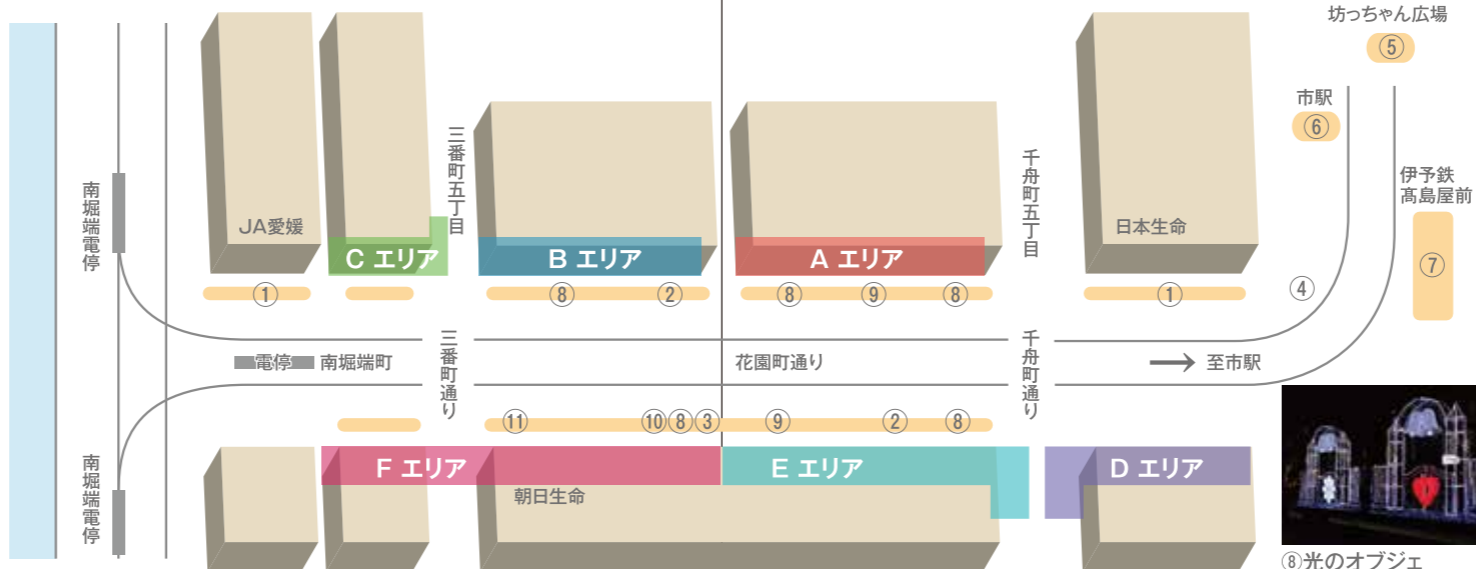 坊っちゃん広場
⑤
市駅
⑥
伊予鉄
髙島屋前
⑦
南堀端電停
三番町五丁目
千舟町五丁目
JA愛媛
日本生命
C エリア
B エリア
A エリア
①
⑧
②
⑧
⑨
⑧
①
④
電停
南堀端町
三番町通り
花園町通り
千舟町通り
→ 至市駅
⑪
⑩⑧③
⑨
②
⑧
南堀端電停
F エリア
E エリア
D エリア
朝日生命
⑧光のオブジェ